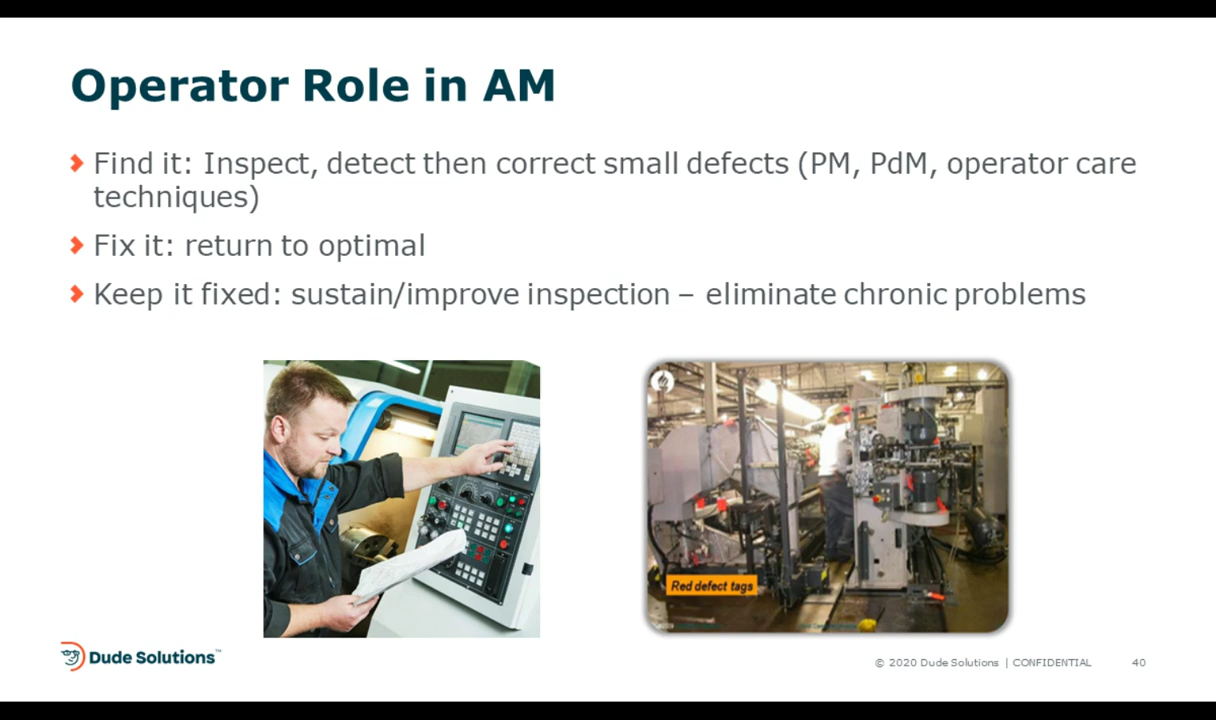 Operator Role in AM
Find it: Inspect, detect then correct small defects (PM, PdM, operator care
techniques)
Fix it: return to optimal
Keep it fixed: sustain/improve inspection – eliminate chronic problems
Red defect tags
Dude Solutions™
© 2020 Dude Solutions | CONFIDENTIAL
40